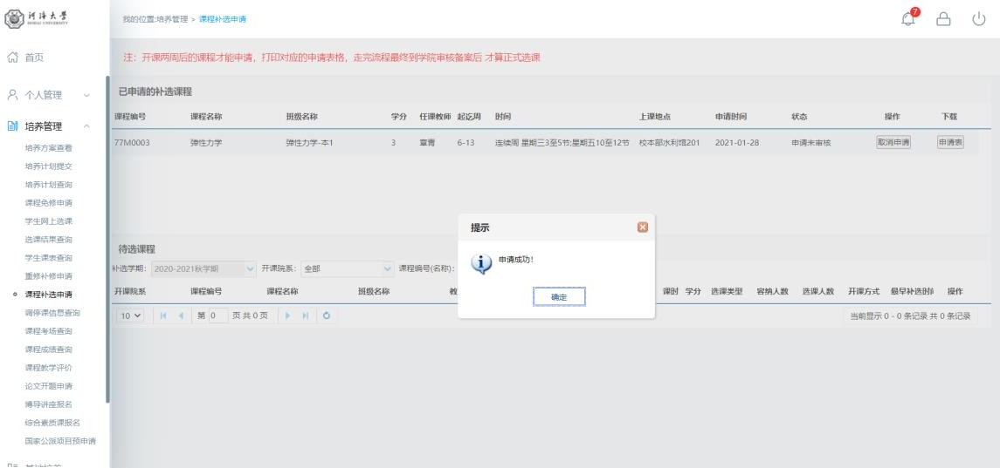 河海大学
HOHAI UNIVERSITY
我的位置:培养管理 > 课程补选申请
7
首页
注：开课两周后的课程才能申请，打印对应的申请表格，走完流程最终到学院审核备案后 才算正式选课
个人管理
已申请的补选课程
课程编号 课程名称 班级名称 学分 任课教师 起讫周 时间 上课地点 申请时间 状态 操作 下载
培养管理
77M0003 弹性力学 弹性力学-本1 3 章青 6-13 连续周 星期三3至5节;星期五10至12节 校本部水利馆201 2021-01-28 申请未审核 取消申请 申请表
培养方案查看
培养计划提交
培养计划查询
课程免修申请
学生网上选课
选课结果查询
学生课表查询
重修补修申请
课程补选申请
调停课信息查询
课程考场查询
课程成绩查询
课程教学评价
论文开题申请
博导讲座报名
综合素质课报名
国家公派项目预申请
提示
申请成功！
确定
待选课程
补选学期： 2020-2021秋学期 开课院系： 全部 课程编号(名称)：
开课院系 课程编号 课程名称 班级名称 教 课时 学分 选课类型 容纳人数 选课人数 开课方式 最早补选时 操作
10 第 0 页 共 0 页 当前显示 0 - 0 条记录 共 0 条记录